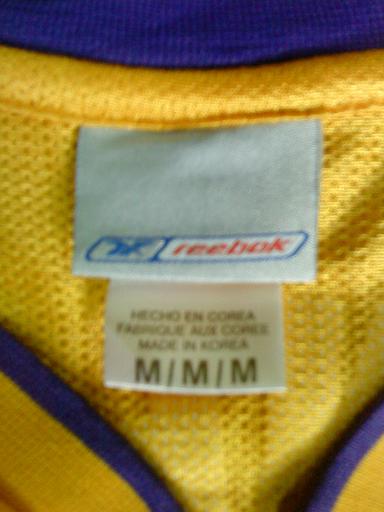 reebok
HECHO EN COREA
FABRIQUE AUX COREE
MADE IN KOREA
M/M/M